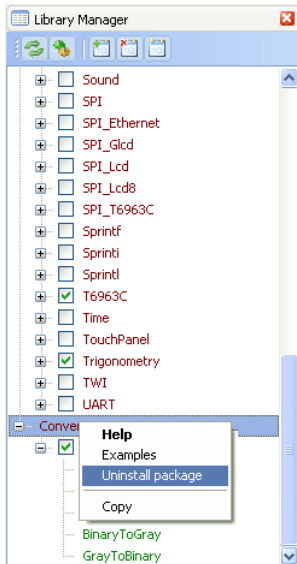 Library Manager
Sound
SPI
SPI_Ethernet
SPI_Glcd
SPI_Lcd
SPI_Lcd8
SPI_T6963C
Sprintf
Sprinti
Sprintl
T6963C
Time
TouchPanel
Trigonometry
TWI
UART
Help
Examples
Uninstall package
Copy
BinaryToGray
GrayToBinary